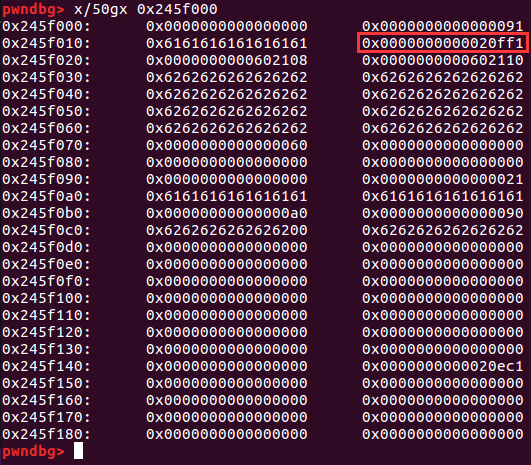 pwndbg> x/50gx 0x245f000
0x245f000: 0x0000000000000000 0x0000000000000091
0x245f010: 0x6161616161616161 0x0000000000020ff1
0x245f020: 0x0000000000602108 0x0000000000602110
0x245f030: 0x6262626262626262 0x6262626262626262
0x245f040: 0x6262626262626262 0x6262626262626262
0x245f050: 0x6262626262626262 0x6262626262626262
0x245f060: 0x6262626262626262 0x6262626262626262
0x245f070: 0x0000000000000060 0x0000000000000000
0x245f080: 0x0000000000000000 0x0000000000000000
0x245f090: 0x0000000000000000 0x0000000000000021
0x245f0a0: 0x6161616161616161 0x6161616161616161
0x245f0b0: 0x00000000000000a0 0x0000000000000090
0x245f0c0: 0x6262626262626200 0x6262626262626262
0x245f0d0: 0x0000000000000000 0x0000000000000000
0x245f0e0: 0x0000000000000000 0x0000000000000000
0x245f0f0: 0x0000000000000000 0x0000000000000000
0x245f100: 0x0000000000000000 0x0000000000000000
0x245f110: 0x0000000000000000 0x0000000000000000
0x245f120: 0x0000000000000000 0x0000000000000000
0x245f130: 0x0000000000000000 0x0000000000000000
0x245f140: 0x0000000000000000 0x0000000000020ec1
0x245f150: 0x0000000000000000 0x0000000000000000
0x245f160: 0x0000000000000000 0x0000000000000000
0x245f170: 0x0000000000000000 0x0000000000000000
0x245f180: 0x0000000000000000 0x0000000000000000
pwndbg>